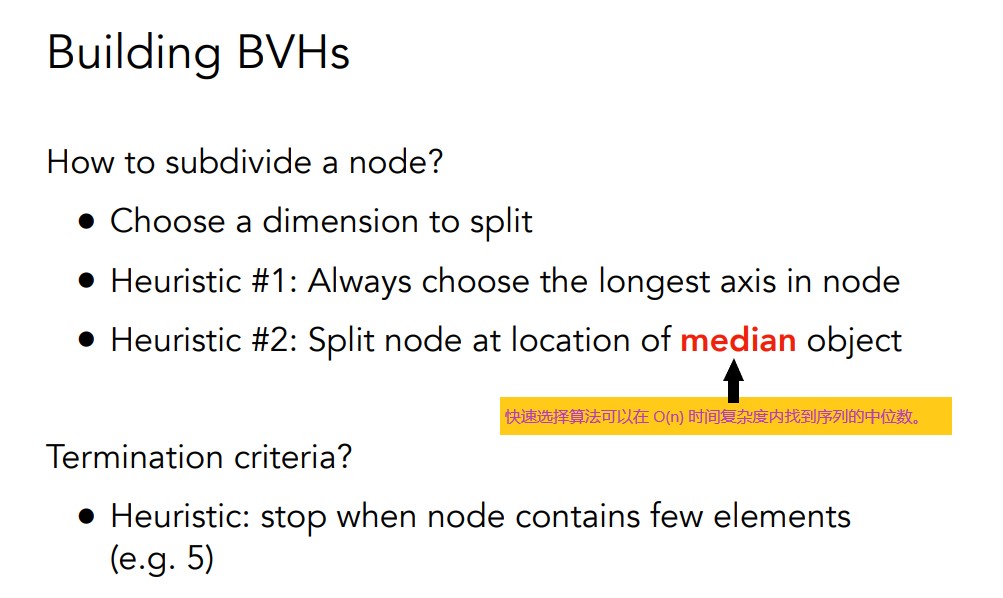 Building BVHs
How to subdivide a node?
● Choose a dimension to split
● Heuristic #1: Always choose the longest axis in node
● Heuristic #2: Split node at location of median object
快速选择算法可以在 O(n) 时间复杂度内找到序列的中位数。
Termination criteria?
● Heuristic: stop when node contains few elements
(e.g. 5)